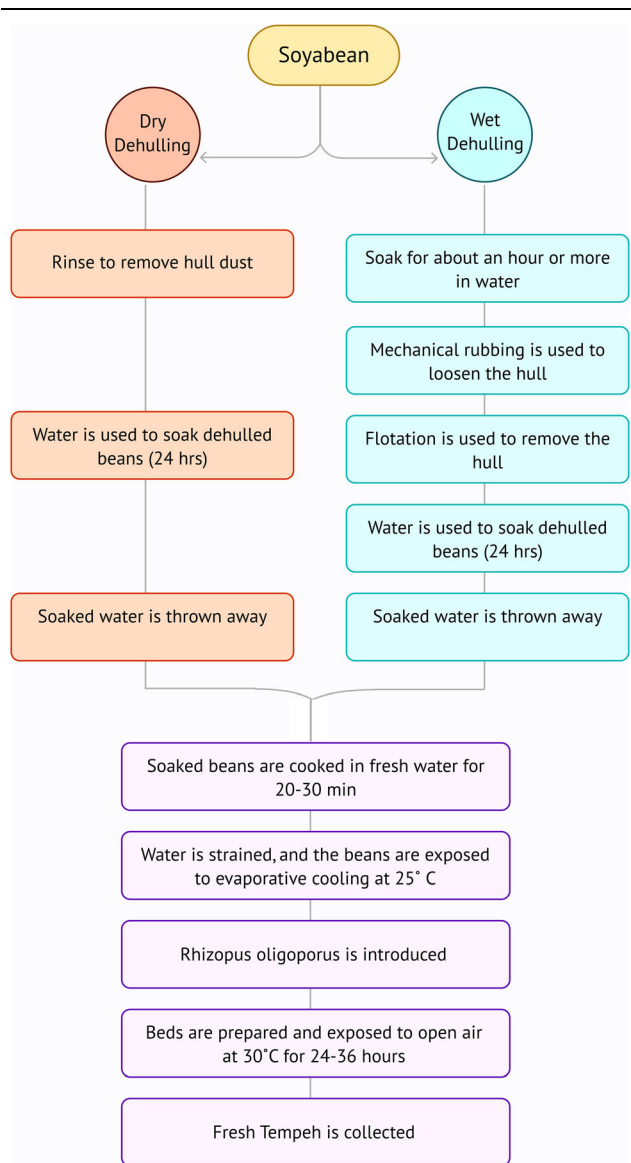 Soyabean
Dry
Dehulling
Wet
Dehulling
Rinse to remove hull dust
Water is used to soak dehulled
beans (24 hrs)
Soaked water is thrown away
Soak for about an hour or more
in water
Mechanical rubbing is used to
loosen the hull
Flotation is used to remove the
hull
Water is used to soak dehulled
beans (24 hrs)
Soaked water is thrown away
Soaked beans are cooked in fresh water for
20-30 min
Water is strained, and the beans are exposed
to evaporative cooling at 25˚ C
Rhizopus oligoporus is introduced
Beds are prepared and exposed to open air
at 30˚C for 24-36 hours
Fresh Tempeh is collected